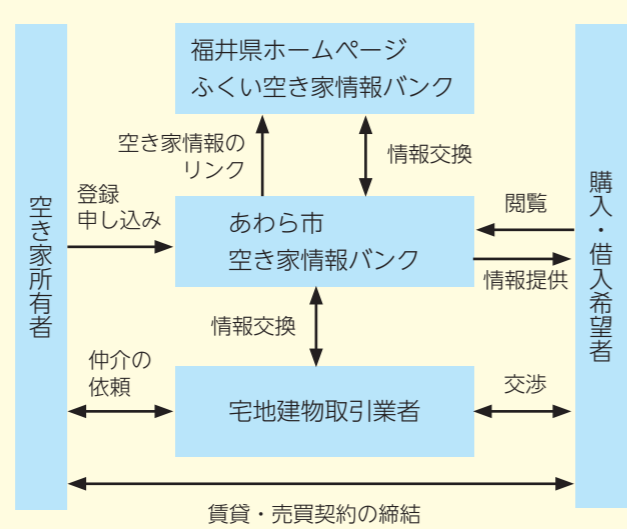 福井県ホームページ
ふくい空き家情報バンク
空き家情報の
リンク
情報交換
登録
申し込み
あわら市
空き家情報バンク
閲覧
情報提供
空き家所有者
購入・借入希望者
情報交換
仲介の
依頼
宅地建物取引業者
交渉
賃貸・売買契約の締結